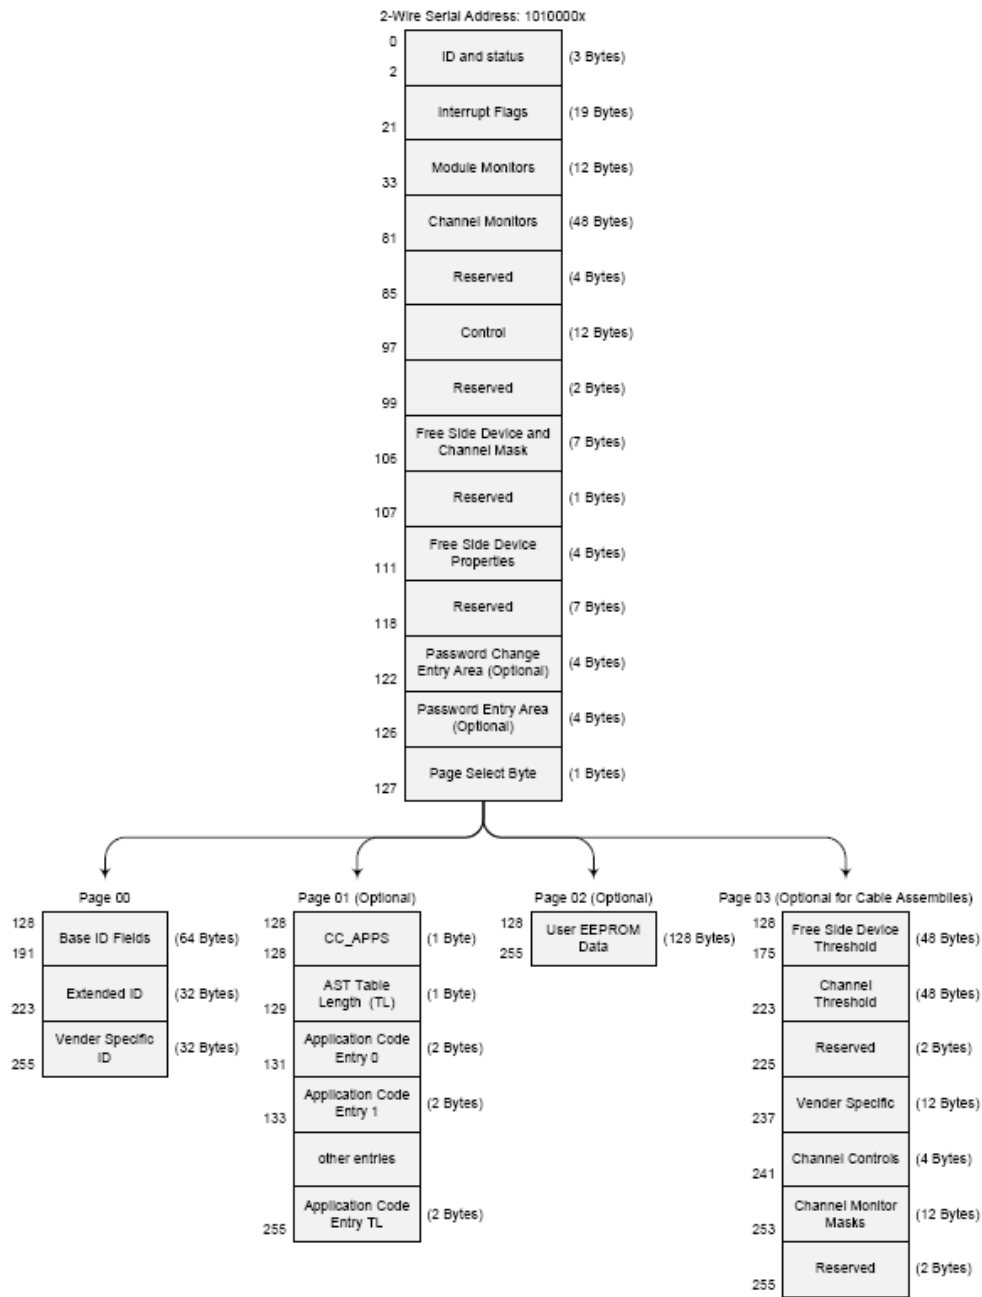 2-Wire Serial Address: 1010000x
0
ID and status
(3 Bytes)
2
Interrupt Flags
(19 Bytes)
21
Module Monitors
(12 Bytes)
33
Channel Monitors
(48 Bytes)
81
Reserved
(4 Bytes)
85
Control
(12 Bytes)
97
Reserved
(2 Bytes)
99
Free Side Device and
Channel Mask
(7 Bytes)
106
Reserved
(1 Bytes)
107
Free Side Device
Properties
(4 Bytes)
111
Reserved
(7 Bytes)
118
Password Change
Entry Area (Optional)
(4 Bytes)
122
Password Entry Area
(Optional)
(4 Bytes)
126
Page Select Byte
(1 Bytes)
127
Page 00
128
Base ID Fields
(64 Bytes)
191
Extended ID
(32 Bytes)
223
Vender Specific
ID
(32 Bytes)
255
Page 01 (Optional)
128
CC_APPS
(1 Byte)
128
AST Table
Length (TL)
(1 Byte)
129
Application Code
Entry 0
(2 Bytes)
131
Application Code
Entry 1
(2 Bytes)
133
other entries
Application Code
Entry TL
(2 Bytes)
255
Page 02 (Optional)
128
User EEPROM
Data
(128 Bytes)
255
Page 03 (Optional for Cable Assemblies)
128
Free Side Device
Threshold
(48 Bytes)
175
Channel
Threshold
(48 Bytes)
223
Reserved
(2 Bytes)
225
Vender Specific
(12 Bytes)
237
Channel Controls
(4 Bytes)
241
Channel Monitor
Masks
(12 Bytes)
253
Reserved
(2 Bytes)
255